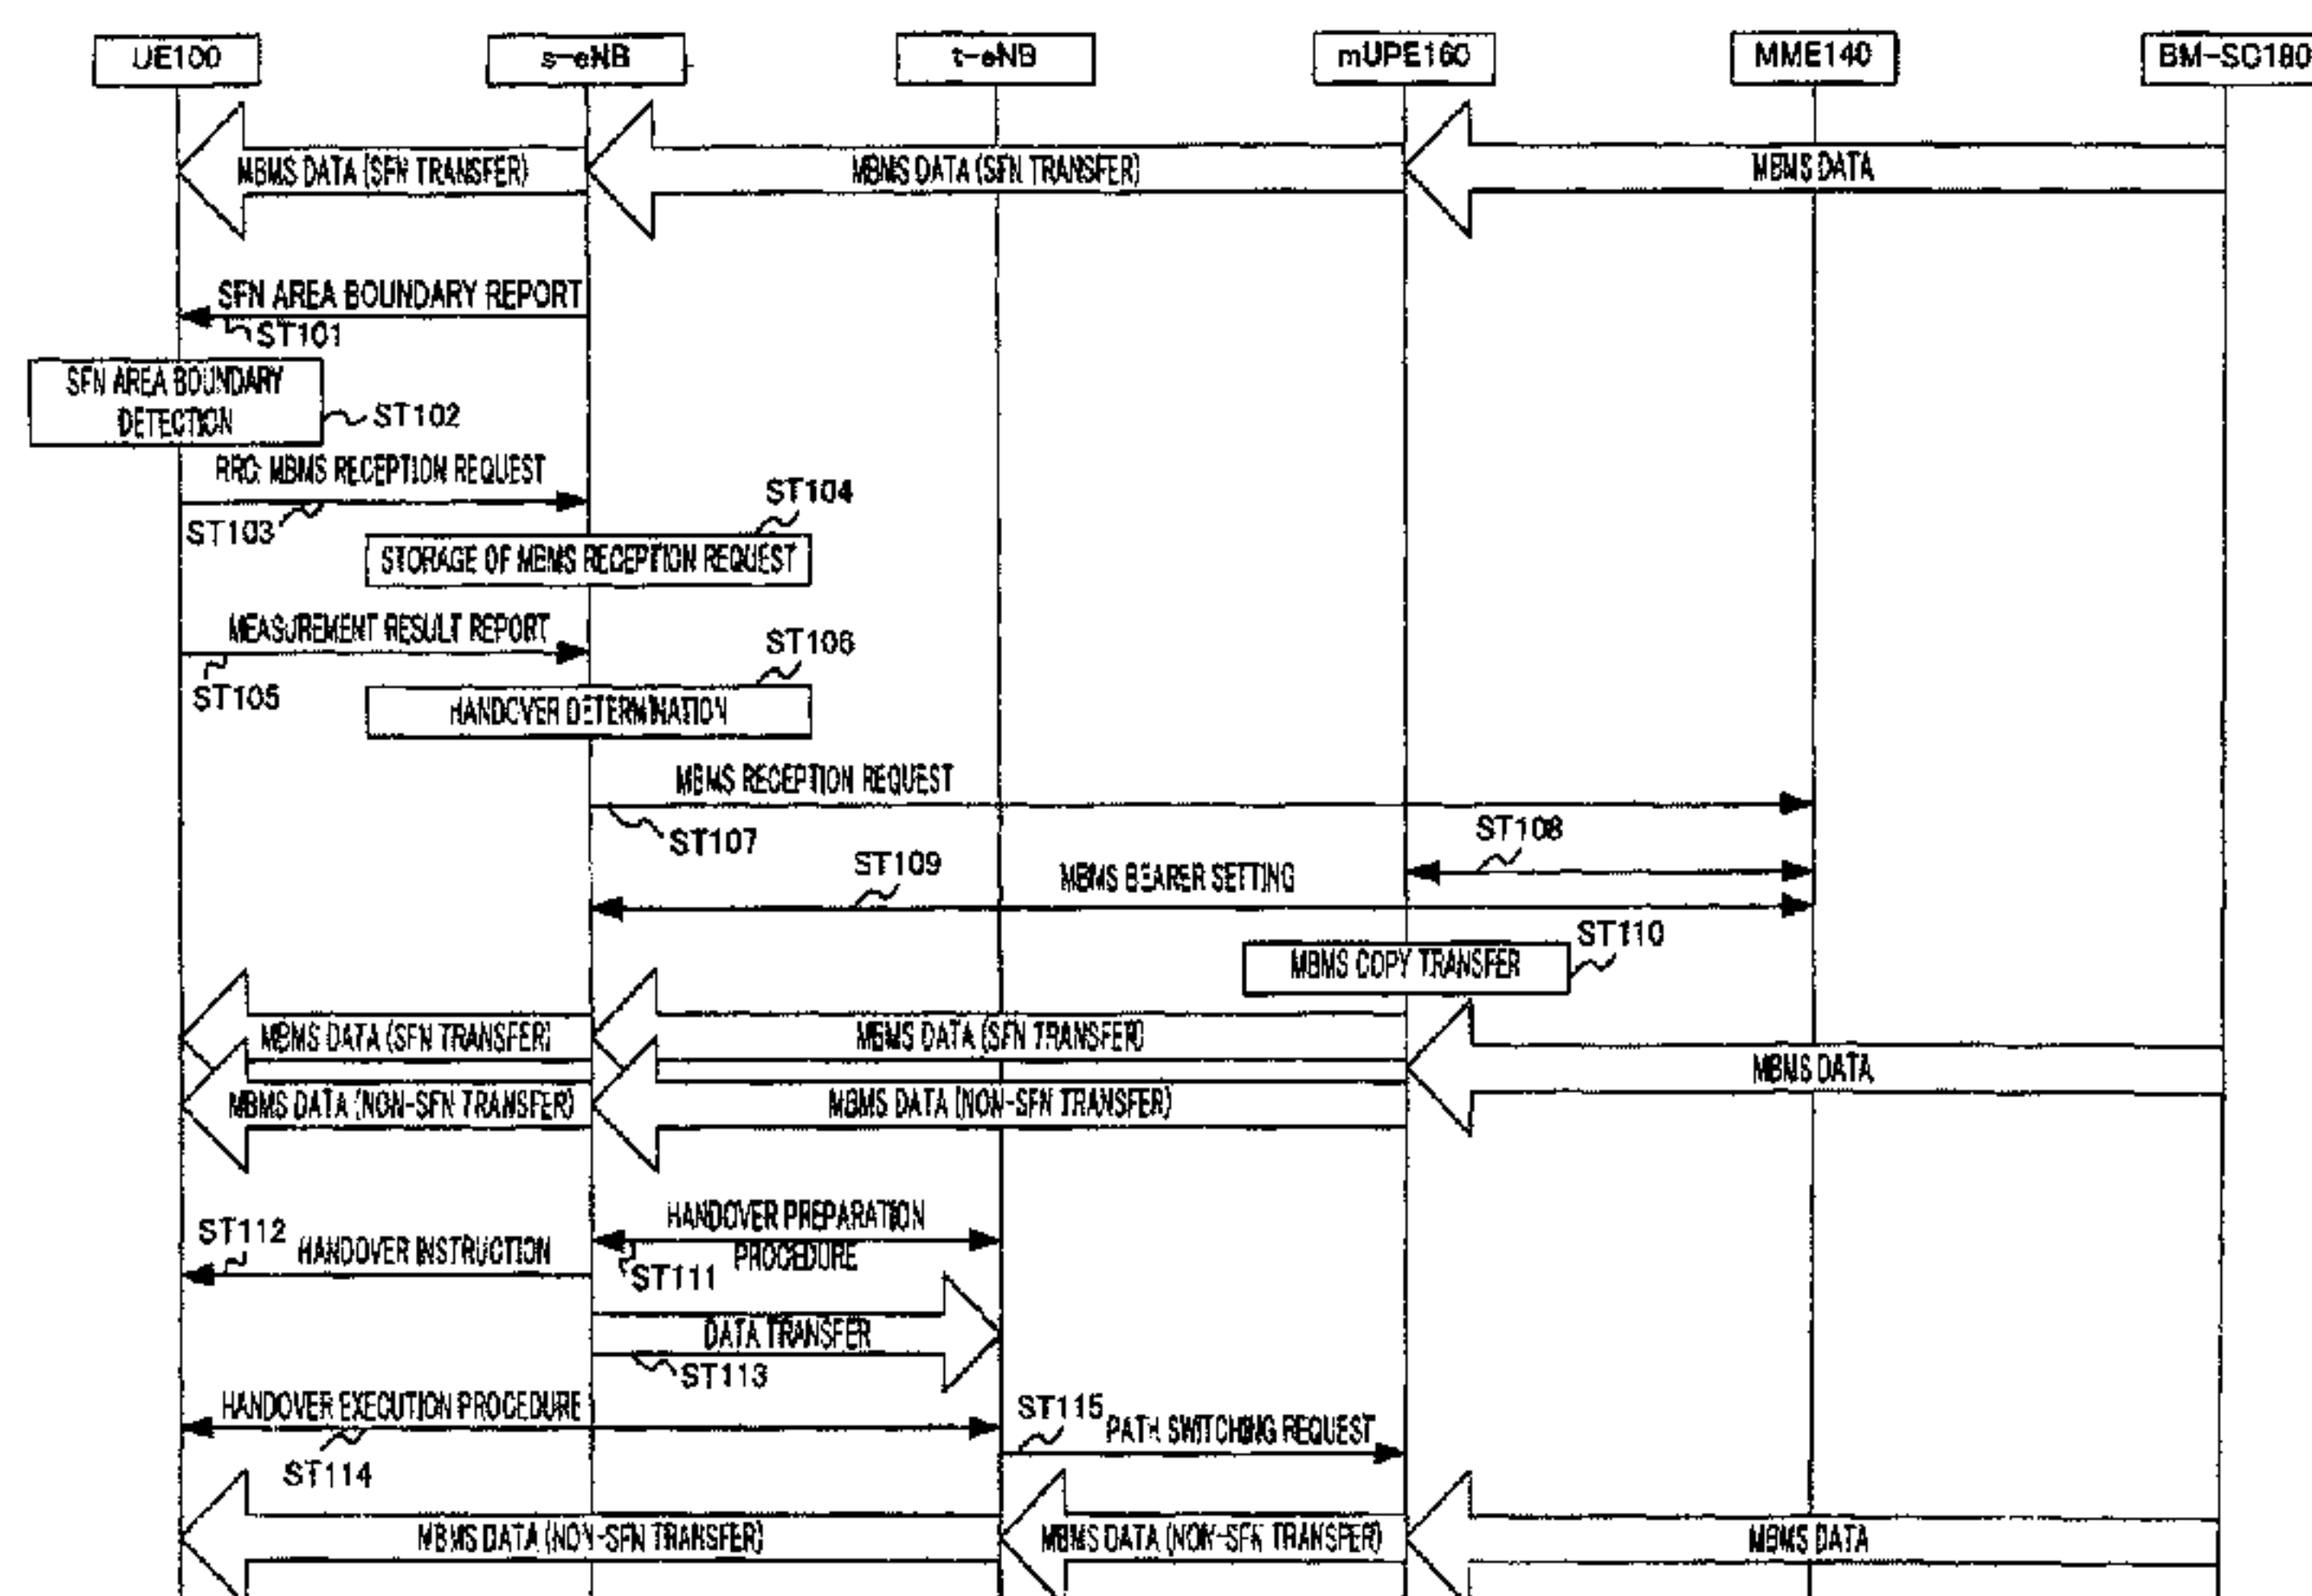 UE100
s-eNB
t-eNB
mUPE160
MME140
BM-SC180
MBMS DATA (SFN TRANSFER)
MBMS DATA (SFN TRANSFER)
MBMS DATA
SFN AREA BOUNDARY REPORT
ST101
SFN AREA BOUNDARY
DETECTION
ST102
RRC: MBMS RECEPTION REQUEST
ST103
ST104
STORAGE OF MBMS RECEPTION REQUEST
MEASUREMENT RESULT REPORT
ST105
ST106
HANDOVER DETERMINATION
MBMS RECEPTION REQUEST
ST107
ST108
ST109
MBMS BEARER SETTING
ST110
MBMS COPY TRANSFER
MBMS DATA (SFN TRANSFER)
MBMS DATA (SFN TRANSFER)
MBMS DATA
MBMS DATA (NON-SFN TRANSFER)
MBMS DATA (NON-SFN TRANSFER)
HANDOVER PREPARATION
PROCEDURE
ST111
ST112
HANDOVER INSTRUCTION
DATA TRANSFER
ST113
HANDOVER EXECUTION PROCEDURE
ST114
ST115
PATH SWITCHING REQUEST
MBMS DATA (NON-SFN TRANSFER)
MBMS DATA (NON-SFN TRANSFER)
MBMS DATA